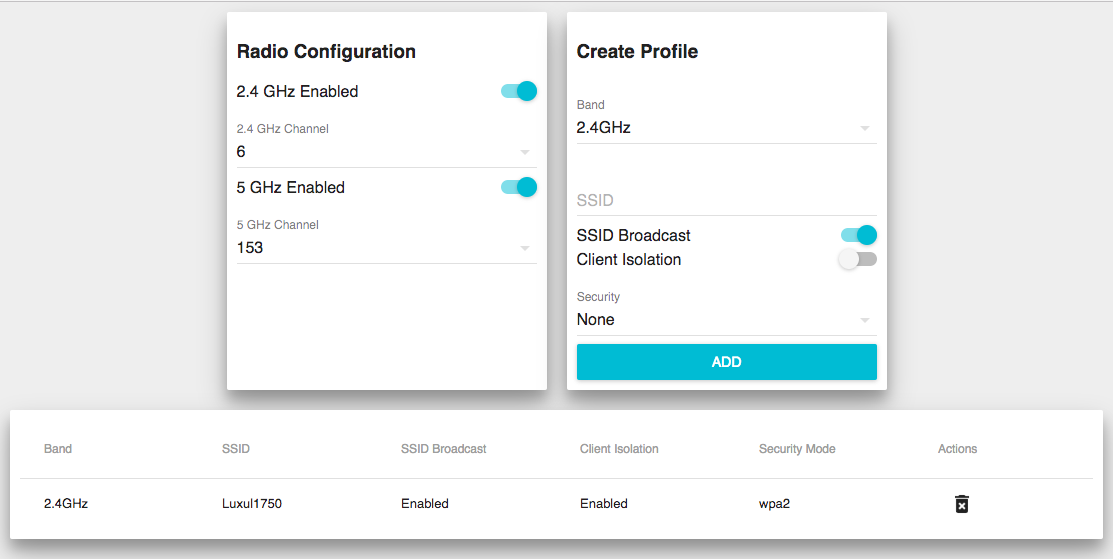 Radio Configuration
2.4 GHz Enabled
2.4 GHz Channel
6
5 GHz Enabled
5 GHz Channel
153
Create Profile
Band
2.4GHz
SSID
SSID Broadcast
Client Isolation
Security
None
ADD
Band SSID SSID Broadcast Client Isolation Security Mode Actions
2.4GHz Luxul1750 Enabled Enabled wpa2